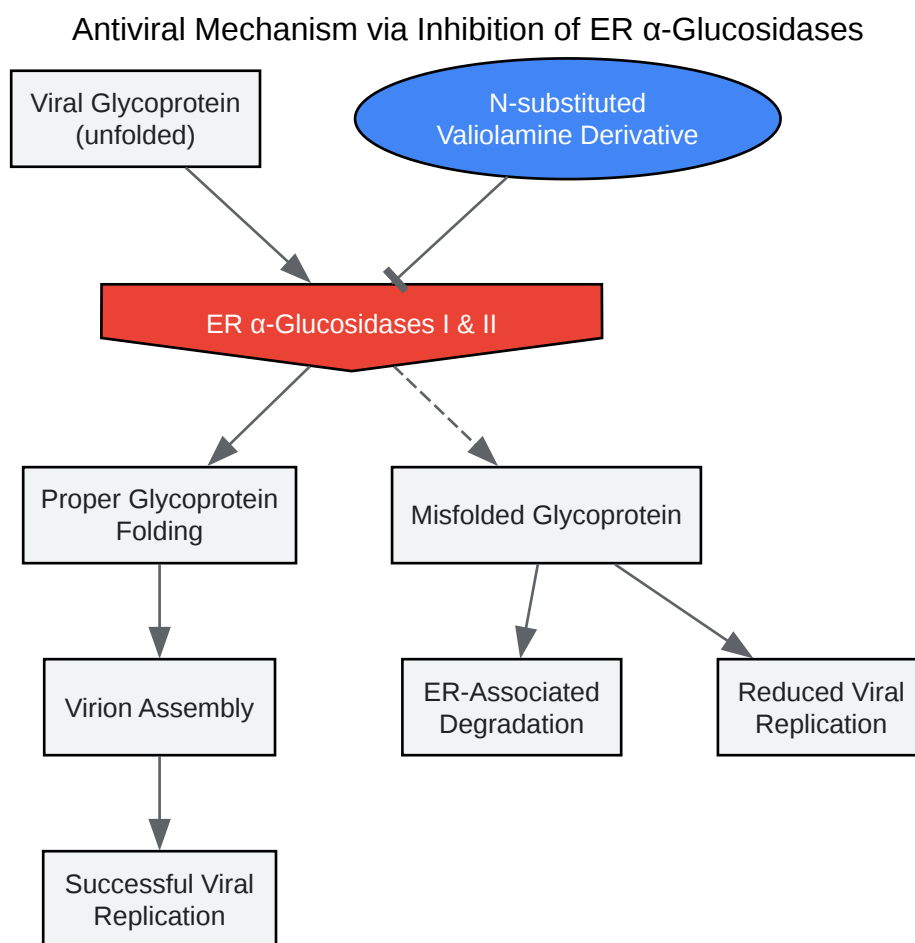 Antiviral Mechanism via Inhibition of ER α-Glucosidases
Viral Glycoprotein
(unfolded)
N-substituted
Valiolamine Derivative
ER α-Glucosidases I & II
Proper Glycoprotein
Folding
Misfolded Glycoprotein
Virion Assembly
ER-Associated
Degradation
Reduced Viral
Replication
Successful Viral
Replication